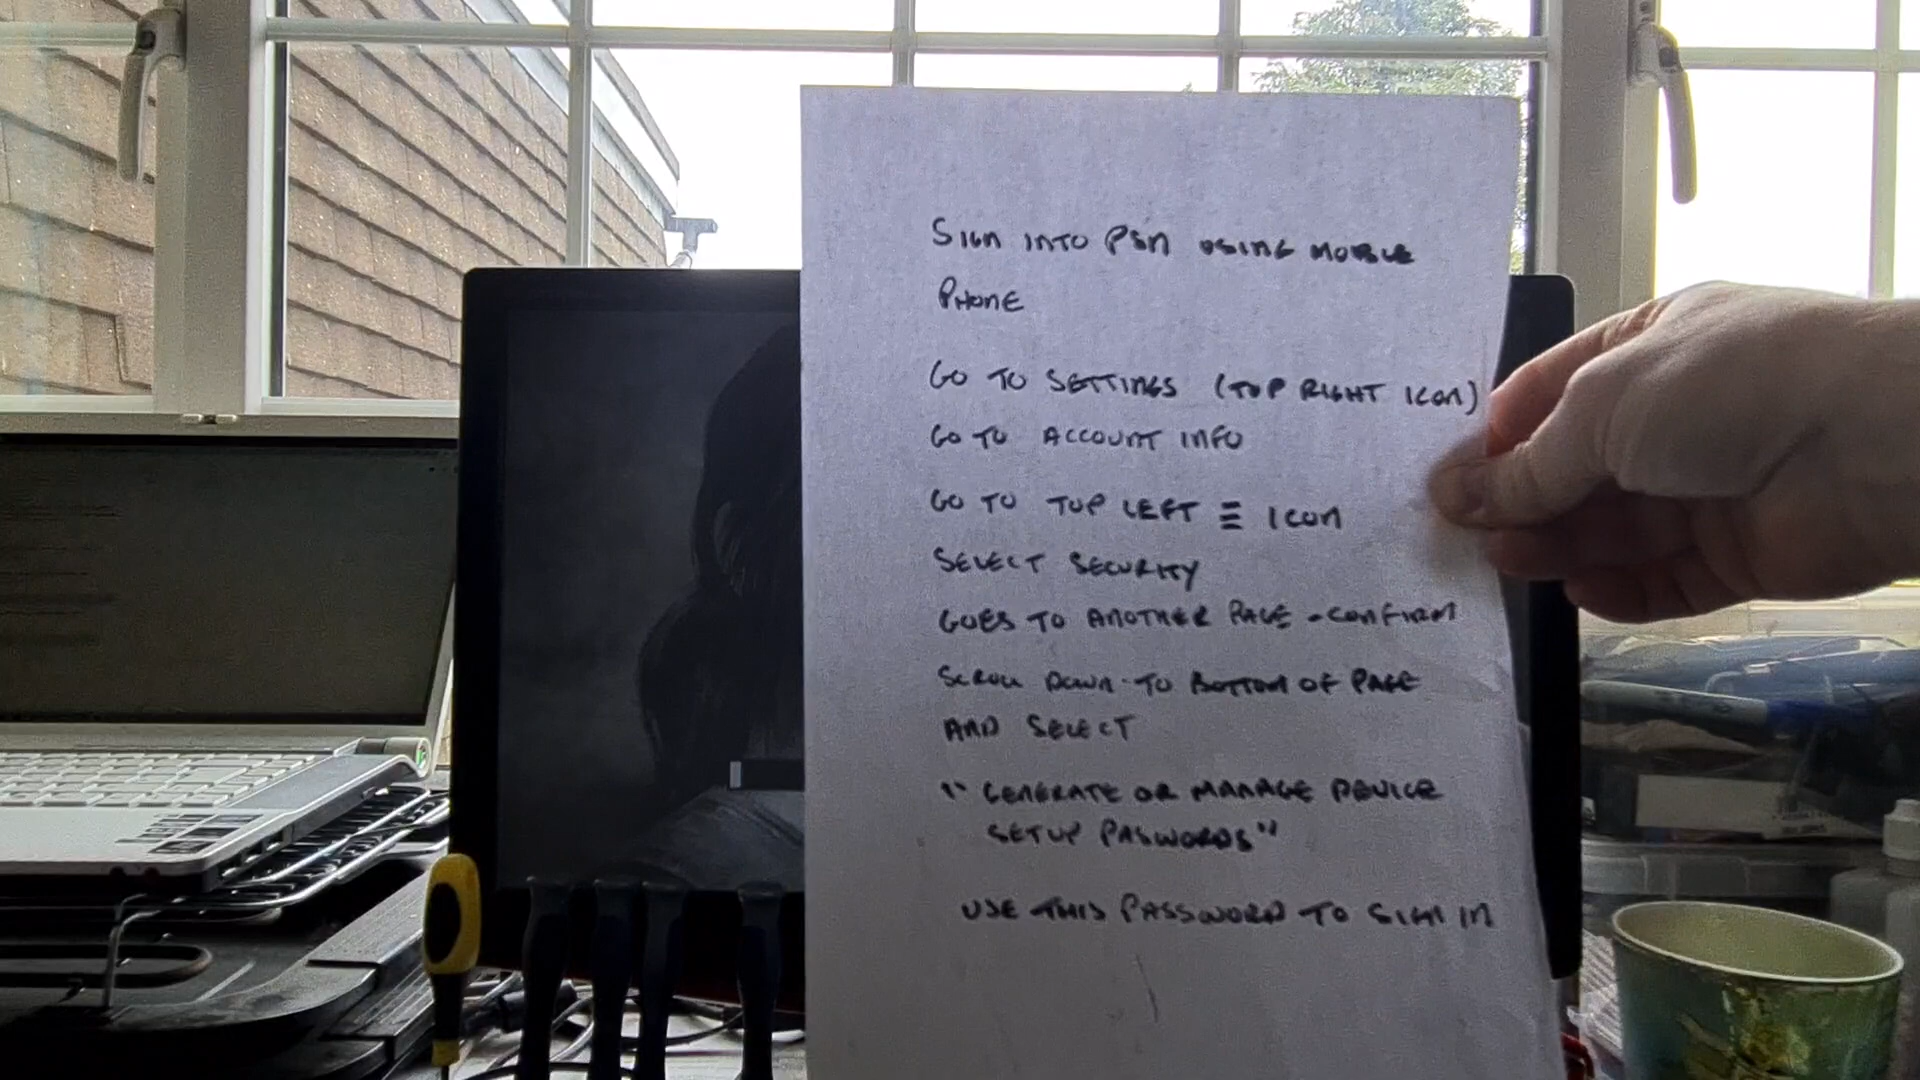 SIGN INTO PSN USING MOBILE
PHONE
GO TO SETTINGS (TOP RIGHT ICON)
GO TO ACCOUNT INFO
GO TO TOP LEFT ≡ ICON
SELECT SECURITY
GOES TO ANOTHER PAGE - CONFIRM
SCROLL DOWN TO BOTTOM OF PAGE
AND SELECT
"GENERATE OR MANAGE DEVICE
SETUP PASWORDS"
USE THIS PASSWORD TO SIGN IN